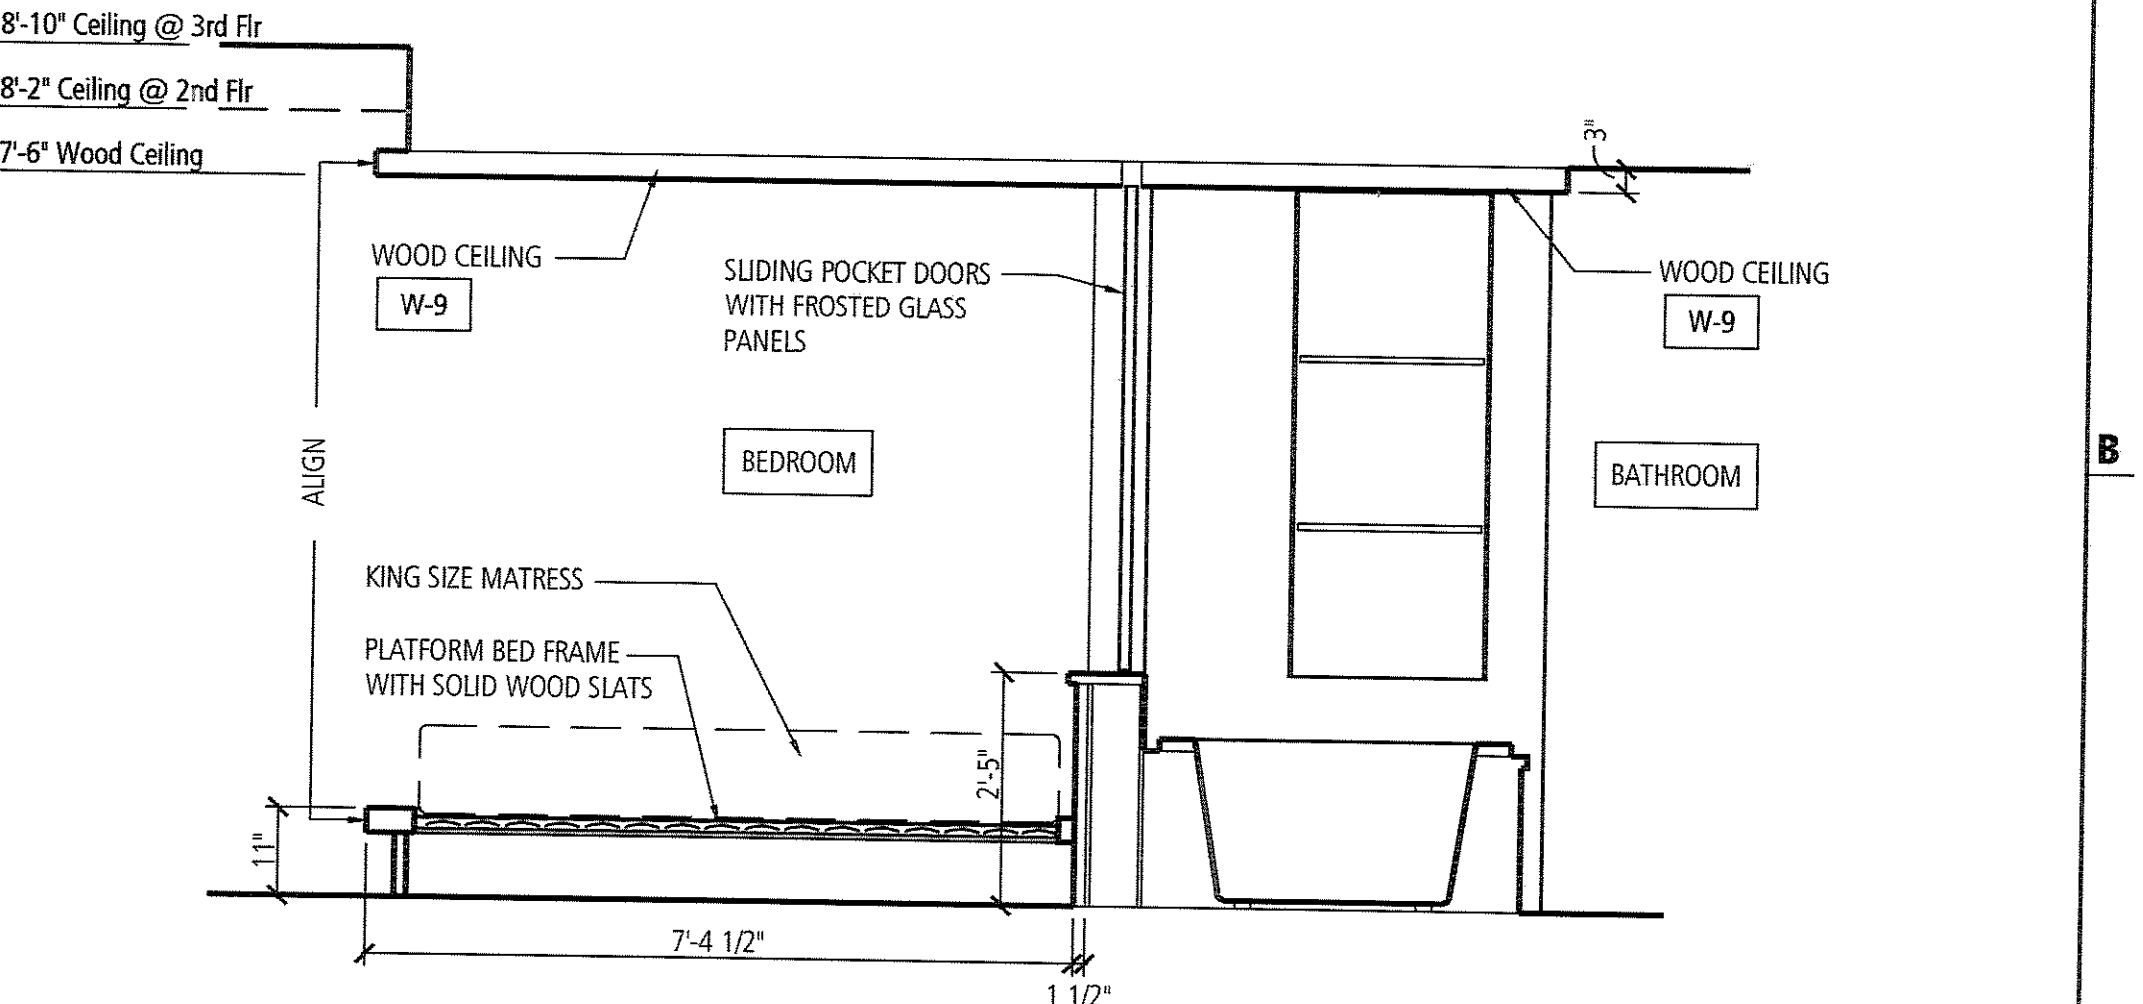 8'-10" Ceiling @ 3rd Flr
8'-2" Ceiling @ 2nd Flr
7'-6" Wood Ceiling
3"
WOOD CEILING
W-9
SLIDING POCKET DOORS
WITH FROSTED GLASS
PANELS
WOOD CEILING
W-9
ALIGN
BEDROOM
BATHROOM
B
KING SIZE MATRESS
PLATFORM BED FRAME
WITH SOLID WOOD SLATS
2'-5"
11"
7'-4 1/2"
1 1/2"